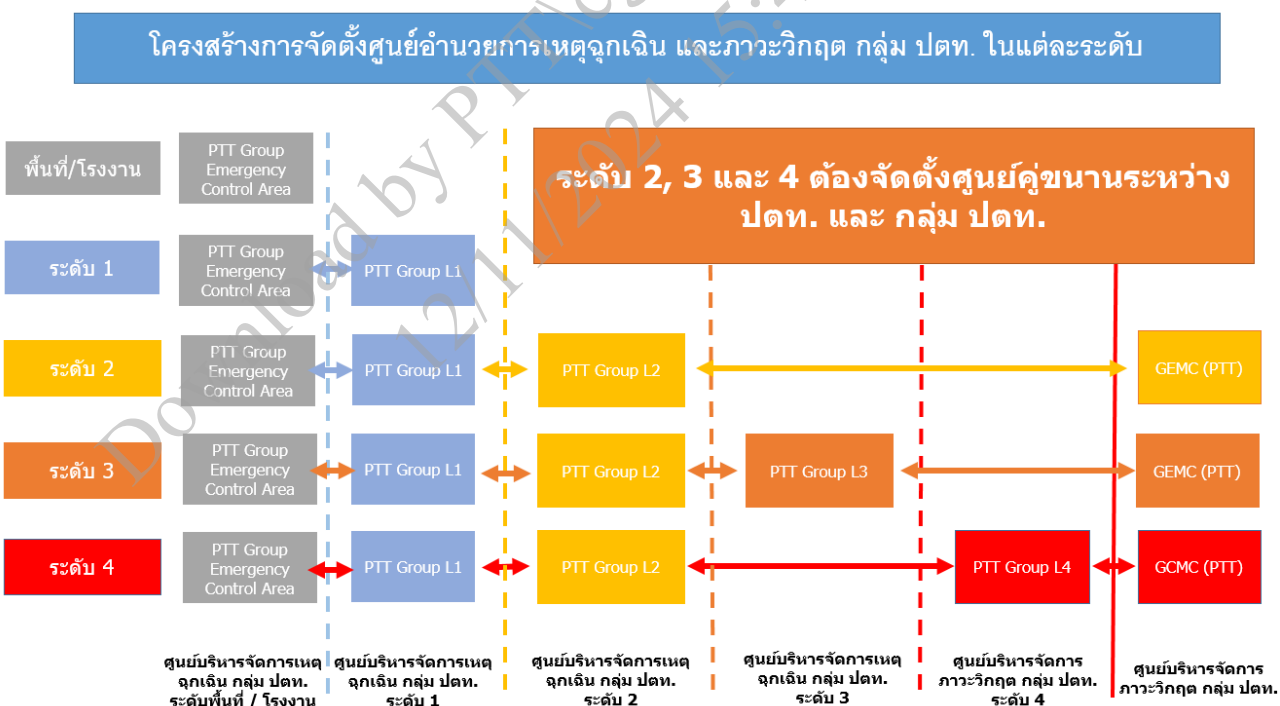 โครงสร้างการจัดตั้งศูนย์อำนวยการเหตุฉุกเฉิน และภาวะวิกฤต กลุ่ม ปตท. ในแต่ละระดับ
พื้นที่/โรงงาน
PTT Group
Emergency
Control Area
ระดับ 2, 3 และ 4 ต้องจัดตั้งศูนย์คู่ขนานระหว่าง
ปตท. และ กลุ่ม ปตท.
ระดับ 1
PTT Group
Emergency
Control Area
PTT Group L1
ระดับ 2
PTT Group
Emergency
Control Area
PTT Group L1
PTT Group L2
GEMC (PTT)
ระดับ 3
PTT Group
Emergency
Control Area
PTT Group L1
PTT Group L2
PTT Group L3
GEMC (PTT)
ระดับ 4
PTT Group
Emergency
Control Area
PTT Group L1
PTT Group L2
PTT Group L4
GCMC (PTT)
ศูนย์บริหารจัดการเหตุ
ฉุกเฉิน กลุ่ม ปตท.
ระดับพื้นที่ / โรงงาน
ศูนย์บริหารจัดการเหตุ
ฉุกเฉิน กลุ่ม ปตท.
ระดับ 1
ศูนย์บริหารจัดการเหตุ
ฉุกเฉิน กลุ่ม ปตท.
ระดับ 2
ศูนย์บริหารจัดการเหตุ
ฉุกเฉิน กลุ่ม ปตท.
ระดับ 3
ศูนย์บริหารจัดการ
ภาวะวิกฤต กลุ่ม ปตท.
ระดับ 4
ศูนย์บริหารจัดการ
ภาวะวิกฤต กลุ่ม ปตท.
Download by PTT\
12/11/2024 15: